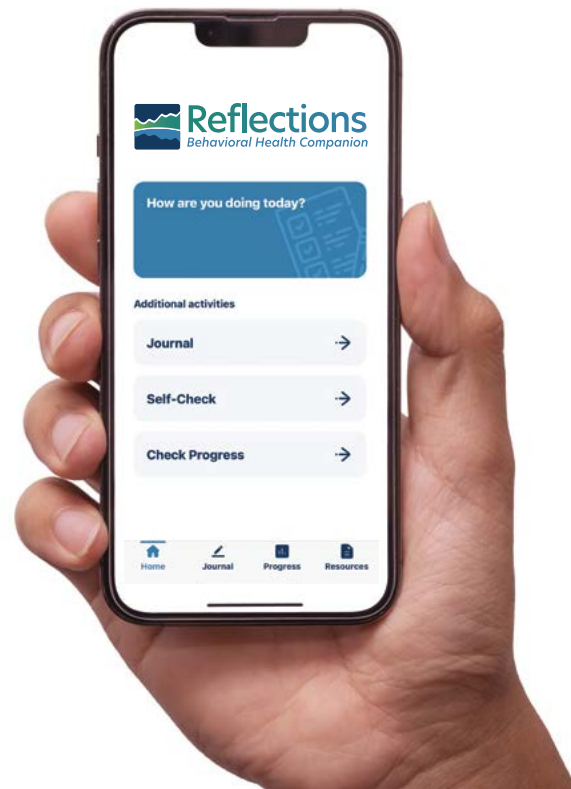 Reflections
Behavioral Health Companion
How are you doing today?
Additional activities
Journal
Self-Check
Check Progress
Home Journal Progress Resources